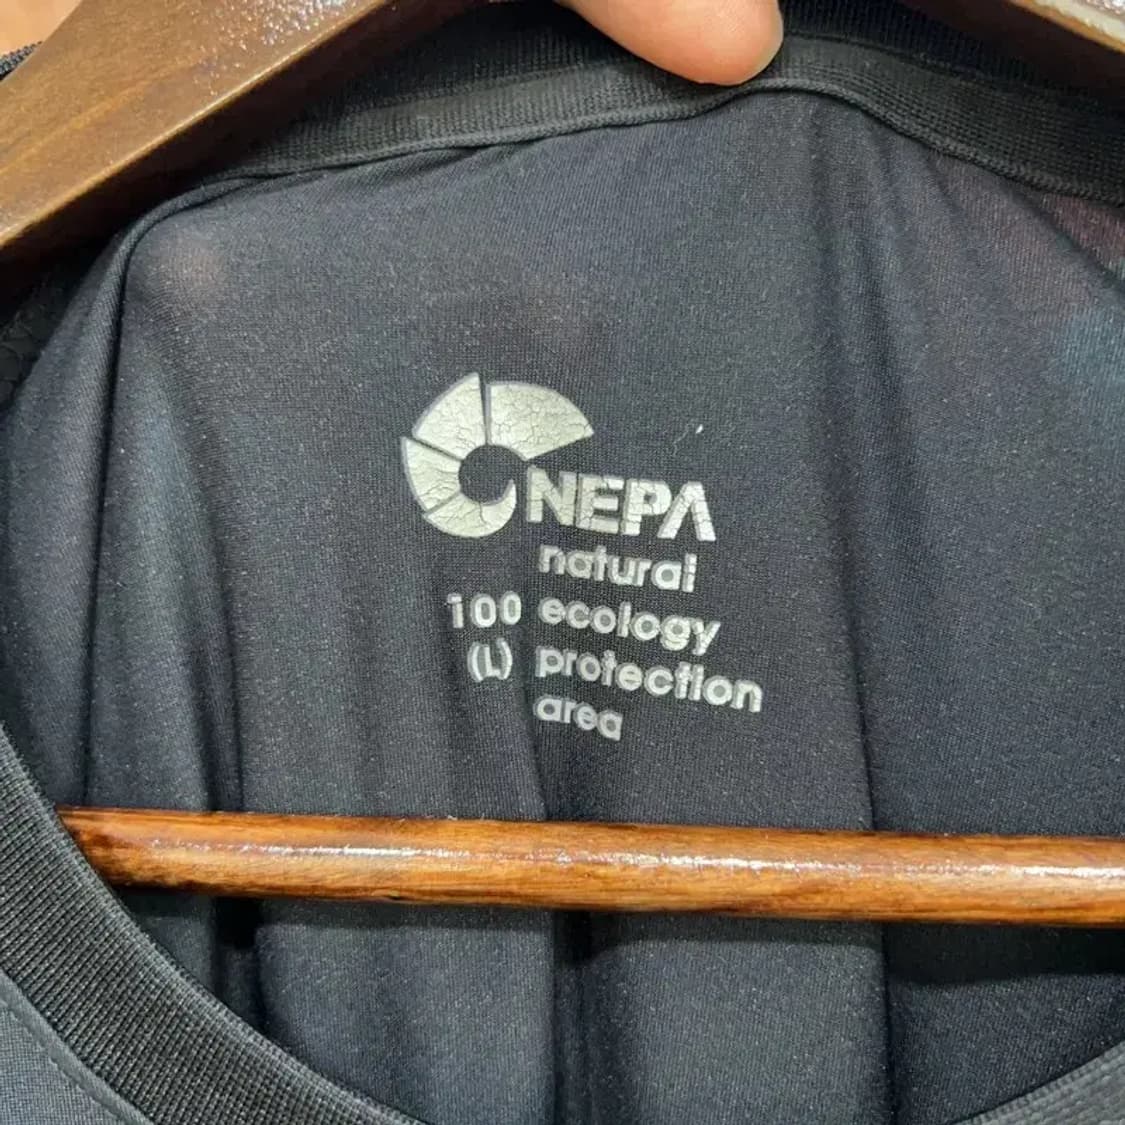 NEPA
natural
100 ecology
(L) protection
area